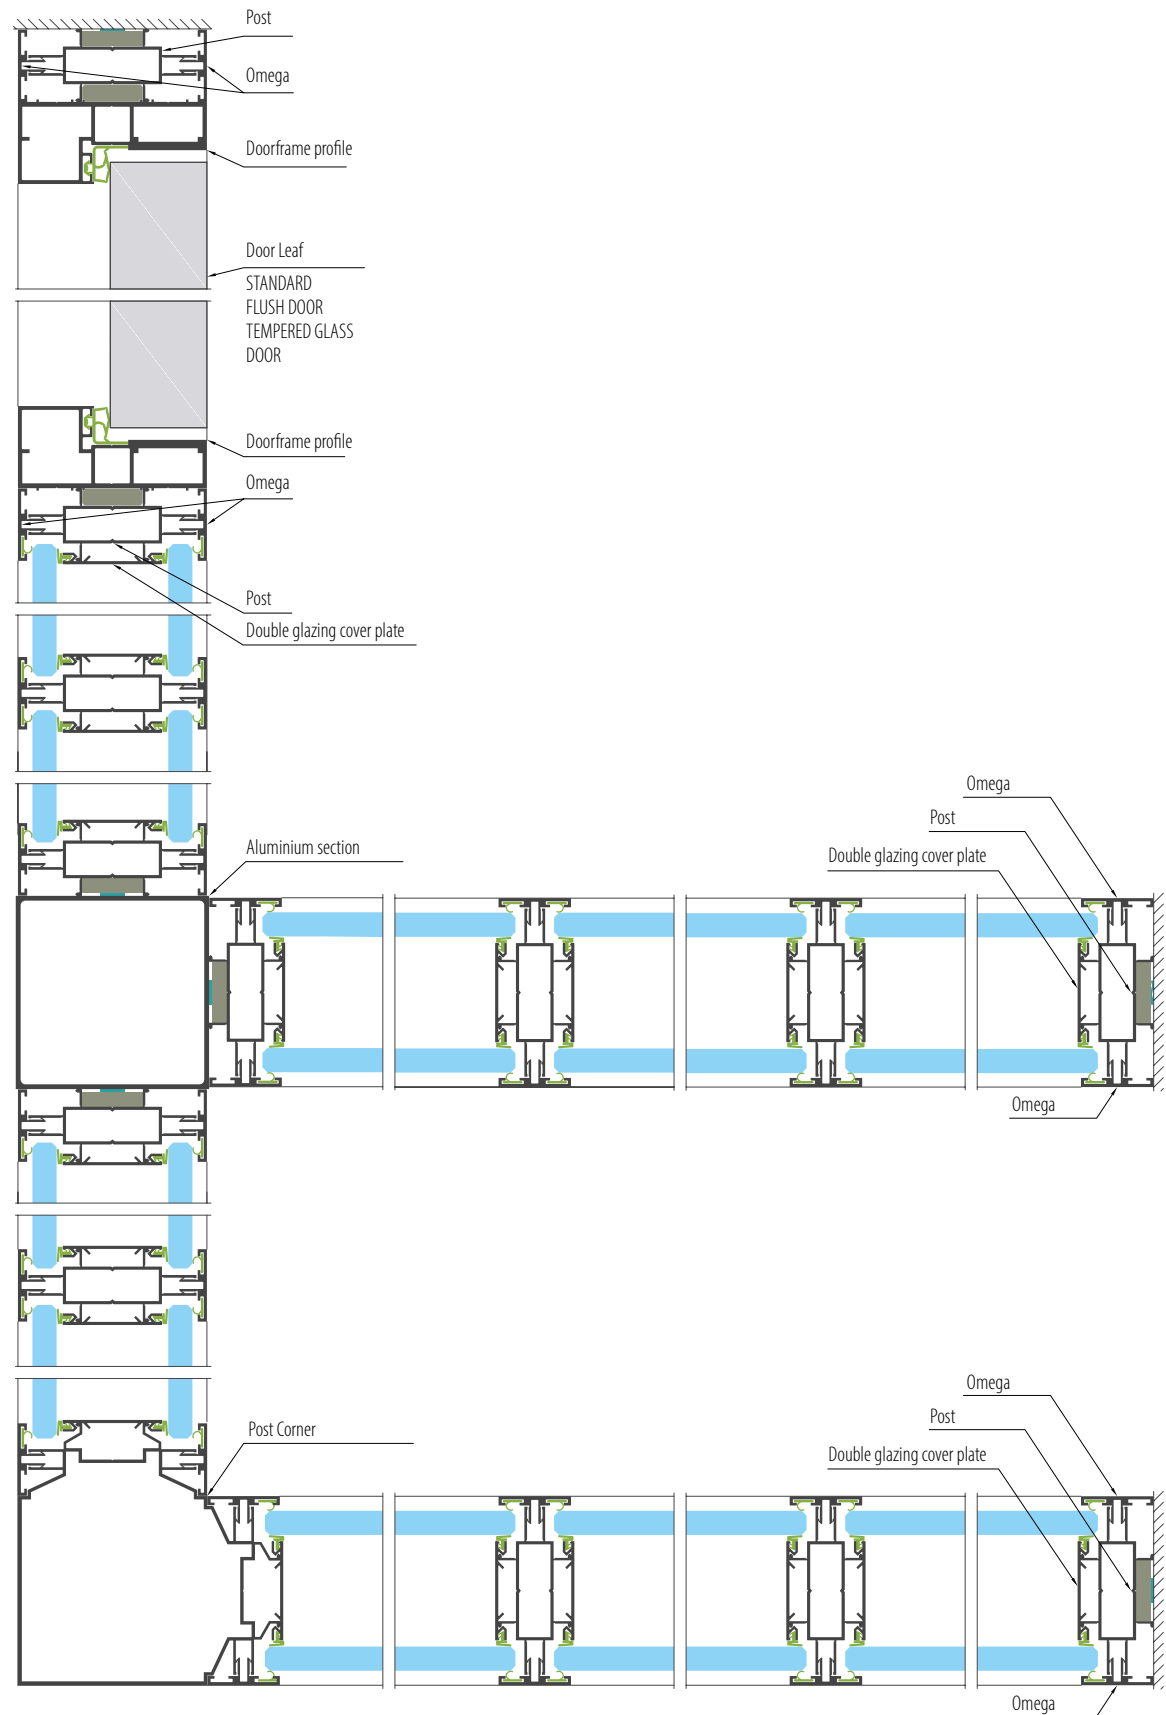 Post
Omega
Doorframe profile
Door Leaf
STANDARD
FLUSH DOOR
TEMPERED GLASS
DOOR
Doorframe profile
Omega
Post
Double glazing cover plate
Omega
Post
Aluminium section
Double glazing cover plate
Omega
Omega
Post
Post Corner
Double glazing cover plate
Omega